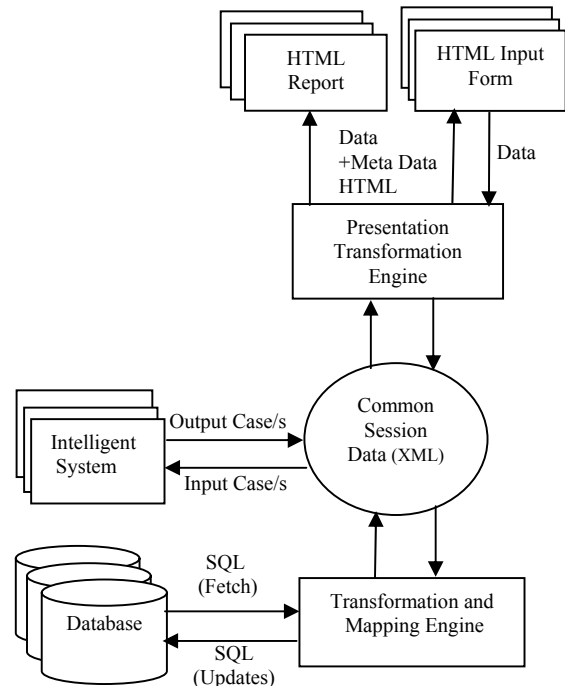 HTML
Report
HTML Input
Form
Data
+Meta Data
HTML
Data
Presentation
Transformation
Engine
Output Case/s
Intelligent
System
Input Case/s
Common
Session
Data (XML)
SQL
(Fetch)
Database
SQL
(Updates)
Transformation and
Mapping Engine